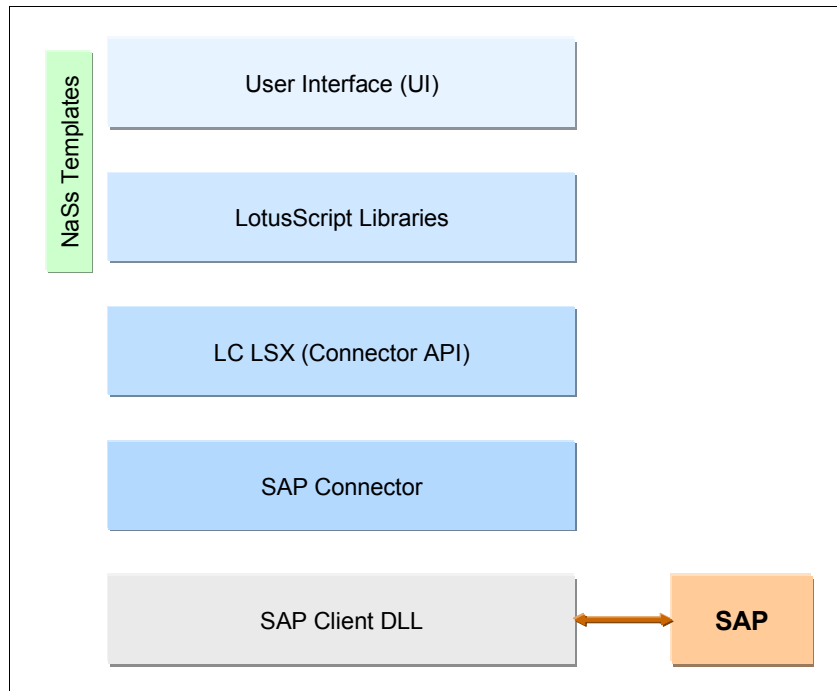 NaSs Templates
User Interface (UI)
LotusScript Libraries
LC LSX (Connector API)
SAP Connector
SAP Client DLL
SAP